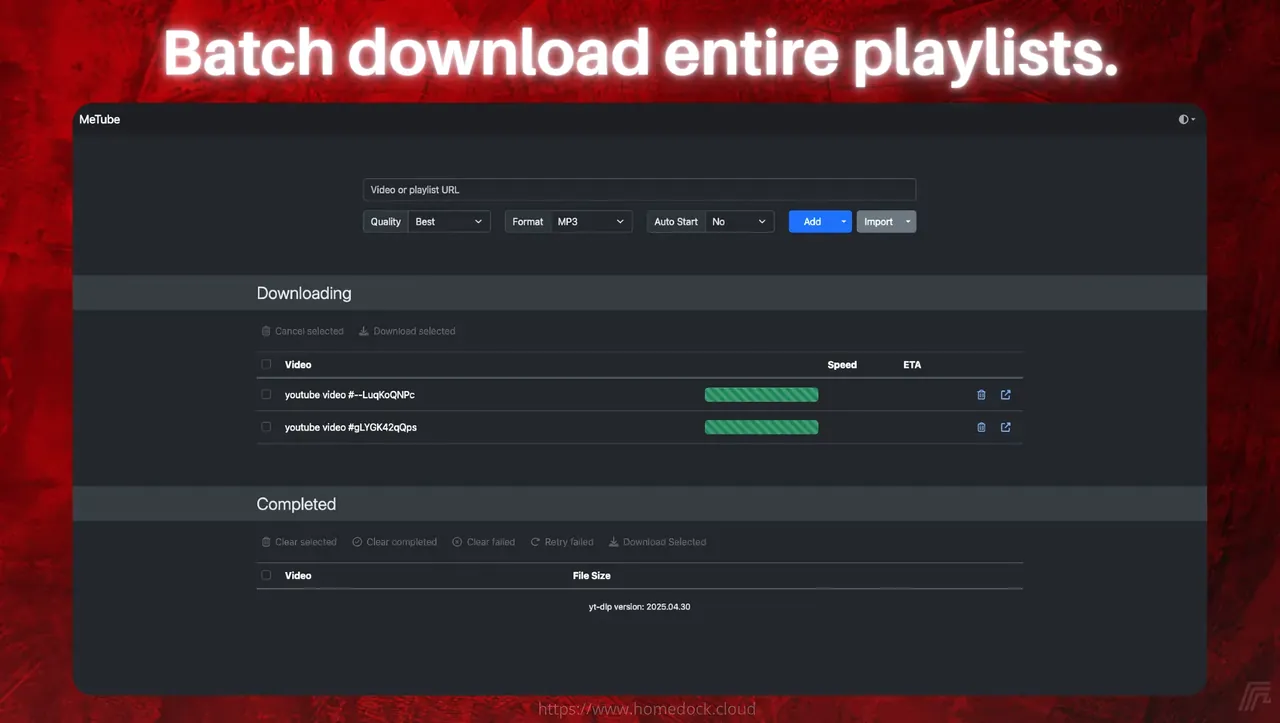 Batch download entire playlists.
MeTube
Video or playlist URL
Quality Best Format MP3 Auto Start No Add Import
Downloading
Cancel selected Download selected
Video Speed ETA
youtube video #--LuqKoQNPc
youtube video #gLYGK42qQps
Completed
Clear selected Clear completed Clear failed Retry failed Download Selected
Video File Size
yt-dlp version: 2025.04.30
https://www.homedock.cloud